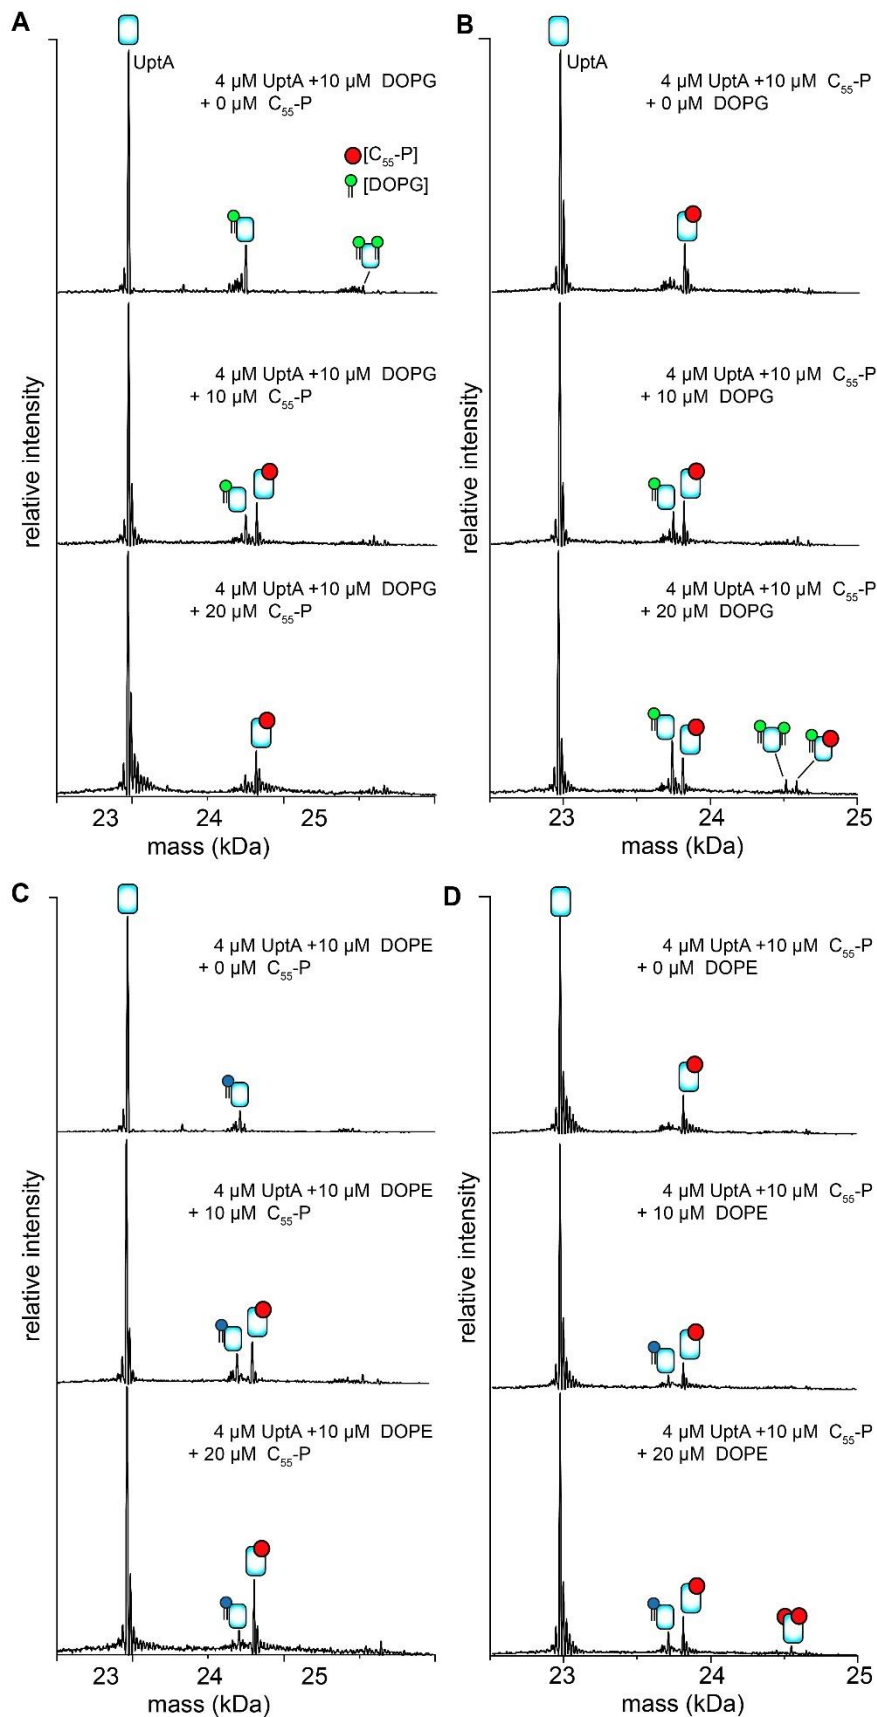 A
UptA
4 µM UptA +10 µM DOPG
+ 0 µM C₅₅-P
[C₅₅-P]
[DOPG]
4 µM UptA +10 µM DOPG
+ 10 µM C₅₅-P
4 µM UptA +10 µM DOPG
+ 20 µM C₅₅-P
relative intensity
23 24 25
mass (kDa)
B
UptA
4 µM UptA +10 µM C₅₅-P
+ 0 µM DOPG
4 µM UptA +10 µM C₅₅-P
+ 10 µM DOPG
4 µM UptA +10 µM C₅₅-P
+ 20 µM DOPG
relative intensity
23 24 25
mass (kDa)
C
4 µM UptA +10 µM DOPE
+ 0 µM C₅₅-P
4 µM UptA +10 µM DOPE
+ 10 µM C₅₅-P
4 µM UptA +10 µM DOPE
+ 20 µM C₅₅-P
relative intensity
23 24 25
mass (kDa)
D
4 µM UptA +10 µM C₅₅-P
+ 0 µM DOPE
4 µM UptA +10 µM C₅₅-P
+ 10 µM DOPE
4 µM UptA +10 µM C₅₅-P
+ 20 µM DOPE
relative intensity
23 24 25
mass (kDa)